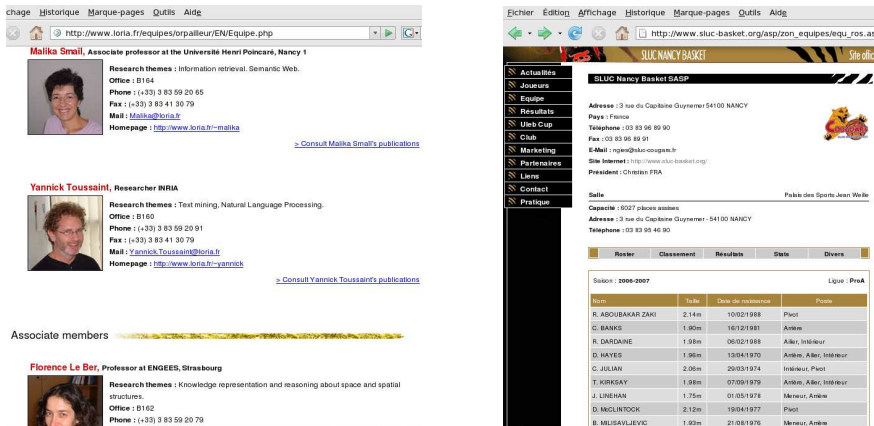 chage Historique Marque-pages Outils Aide
http://www.loria.fr/equipes/orpailleur/EN/Equipe.php
Malika Smail, Associate professor at the Université Henri Poincaré, Nancy 1
Research themes : Information retrieval. Semantic Web.
Office : B164
Phone : (+33) 3 83 59 20 65
Fax : (+33) 3 83 41 30 79
Mail : Malika@loria.fr
Homepage : http://www.loria.fr/~malika
> Consult Malika Smail's publications
Yannick Toussaint, Researcher INRIA
Research themes : Text mining, Natural Language Processing.
Office : B160
Phone : (+33) 3 83 59 20 91
Fax : (+33) 3 83 41 30 79
Mail : Yannick.Toussaint@loria.fr
Homepage : http://www.loria.fr/~yannick
> Consult Yannick Toussaint's publications
Associate members
Florence Le Ber, Professor at ENGEES, Strasbourg
Research themes : Knowledge representation and reasoning about space and spatial
structures.
Office : B162
Phone : (+33) 3 83 59 20 79
Fichier Édition Affichage Historique Marque-pages Outils Aide
http://www.sluc-basket.org/asp/zon_equipes/equ_ros.as
SLUC NANCY BASKET
Site offic
Actualités
Joueurs
Equipe
Résultats
Uleb Cup
Club
Marketing
Partenaires
Liens
Contact
Pratique
SLUC Nancy Basket SASP
Adresse : 3 rue du Capitaine Guynemer 54100 NANCY
Pays : France
Téléphone : 03 83 96 89 90
Fax : 03 83 96 89 91
E-Mail : ngies@sluc-cougars.fr
Site Internet : http://www.sluc-basket.org/
Président : Christian FRA
Cougars
Salle Palais des Sports Jean Weille
Capacité : 6027 places assises
Adresse : 3 rue du Capitaine Guynemer - 54100 NANCY
Téléphone : 03 83 95 46 90
Roster Classement Résultats Stats Divers
Saison : 2006-2007 Ligue : ProA
Nom Taille Date de naissance Poste
R. ABOUBAKAR ZAKI 2.14m 10/02/1988 Pivot
C. BANKS 1.90m 16/12/1981 Arrière
R. DARDAINE 1.98m 06/02/1988 Ailier, Intérieur
D. HAYES 1.96m 13/04/1970 Arrière, Ailier, Intérieur
C. JULIAN 2.06m 29/03/1974 Intérieur, Pivot
T. KIRKSAY 1.98m 07/09/1979 Arrière, Ailier, Intérieur
J. LINEHAN 1.75m 01/05/1978 Meneur, Arrière
D. McCLINTOCK 2.12m 19/04/1977 Pivot
B. MILISAVLJEVIC 1.93m 21/08/1976 Meneur, Arrière